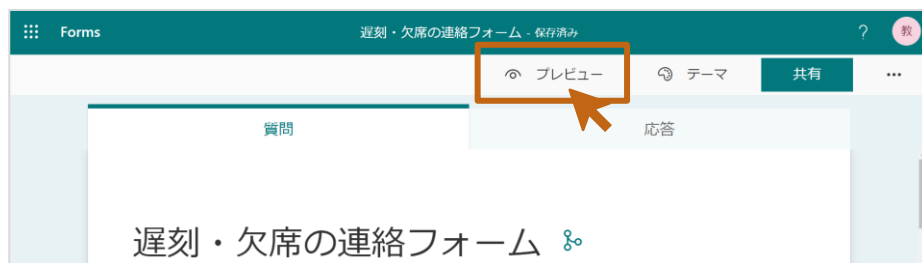 Forms 遅刻・欠席の連絡フォーム - 保存済み ? 教
プレビュー テーマ 共有 ...
質問 応答
遅刻・欠席の連絡フォーム